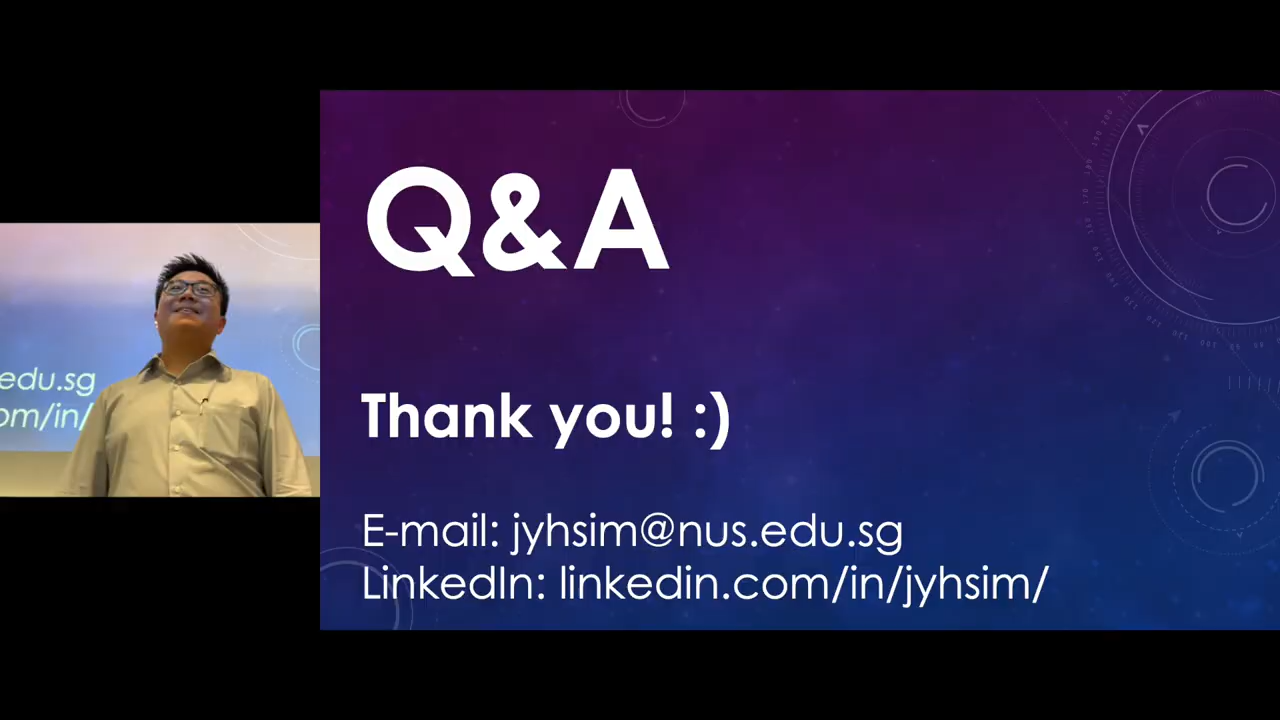 Q&A
Thank you! :)
E-mail: jyhsim@nus.edu.sg
LinkedIn: linkedin.com/in/jyhsim/
edu.sg
om/in/